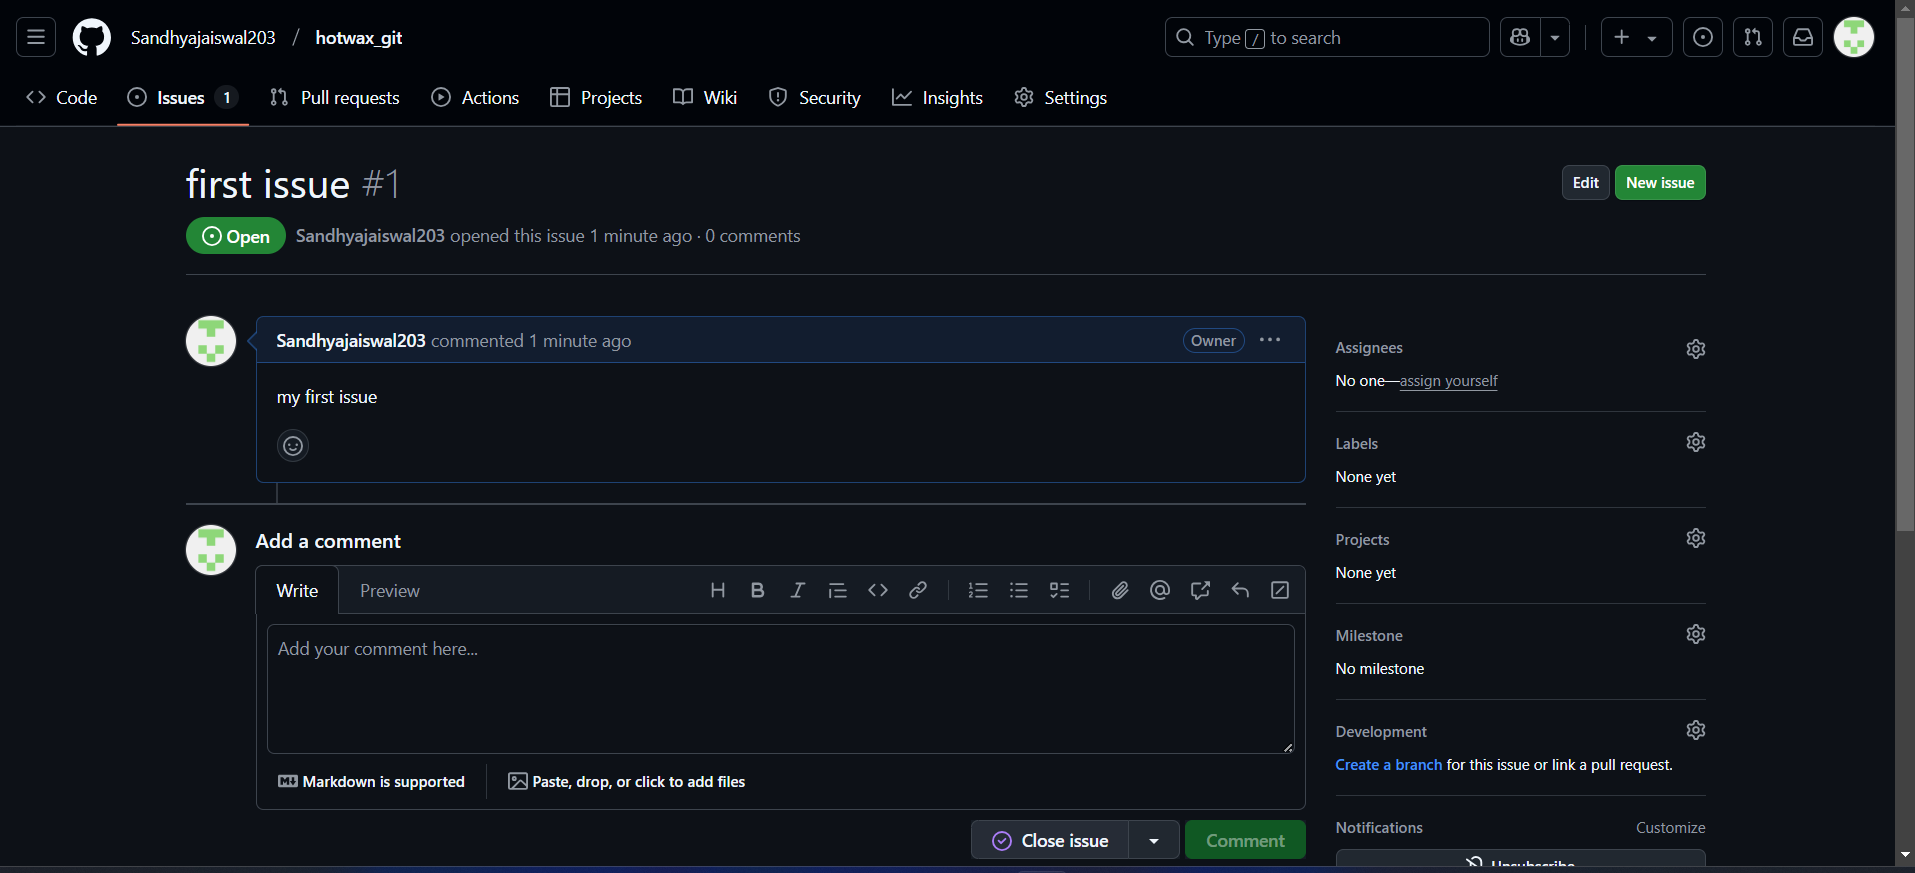 Sandhyajaiswal203 / hotwax_git
Type / to search
Code
Issues 1
Pull requests
Actions
Projects
Wiki
Security
Insights
Settings
first issue #1
Edit
New issue
Open
Sandhyajaiswal203 opened this issue 1 minute ago · 0 comments
Sandhyajaiswal203 commented 1 minute ago
Owner
my first issue
Add a comment
Write
Preview
Add your comment here...
Markdown is supported
Paste, drop, or click to add files
Close issue
Comment
Assignees
No one—assign yourself
Labels
None yet
Projects
None yet
Milestone
No milestone
Development
Create a branch for this issue or link a pull request.
Notifications
Customize
Unsubscribe